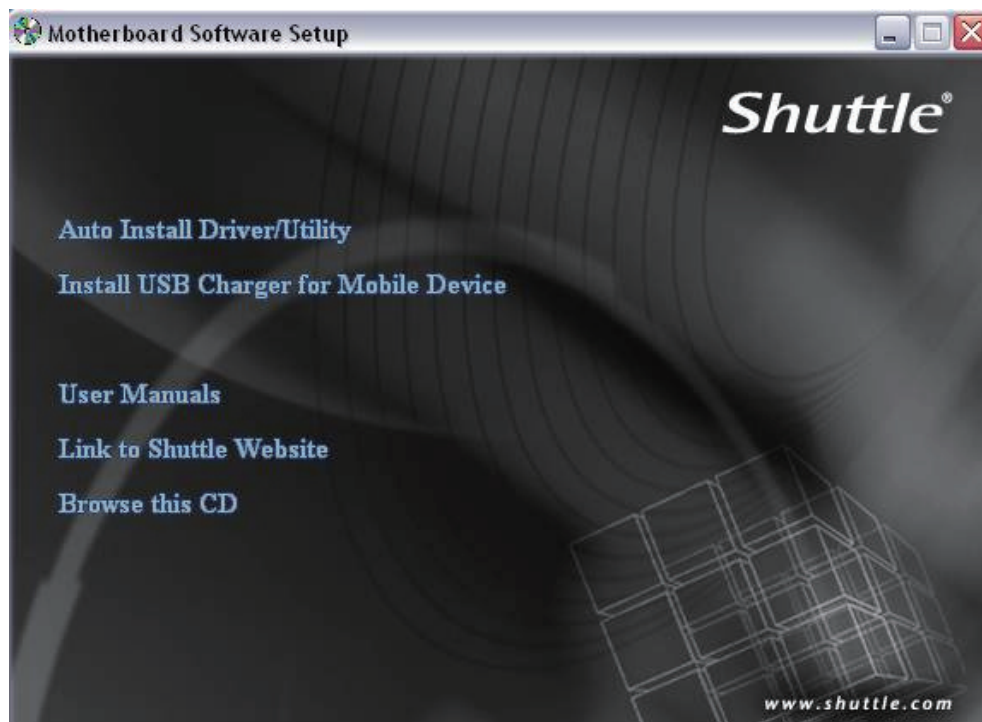 Motherboard Software Setup
Shuttle®
Auto Install Driver/Utility
Install USB Charger for Mobile Device
User Manuals
Link to Shuttle Website
Browse this CD
www.shuttle.com